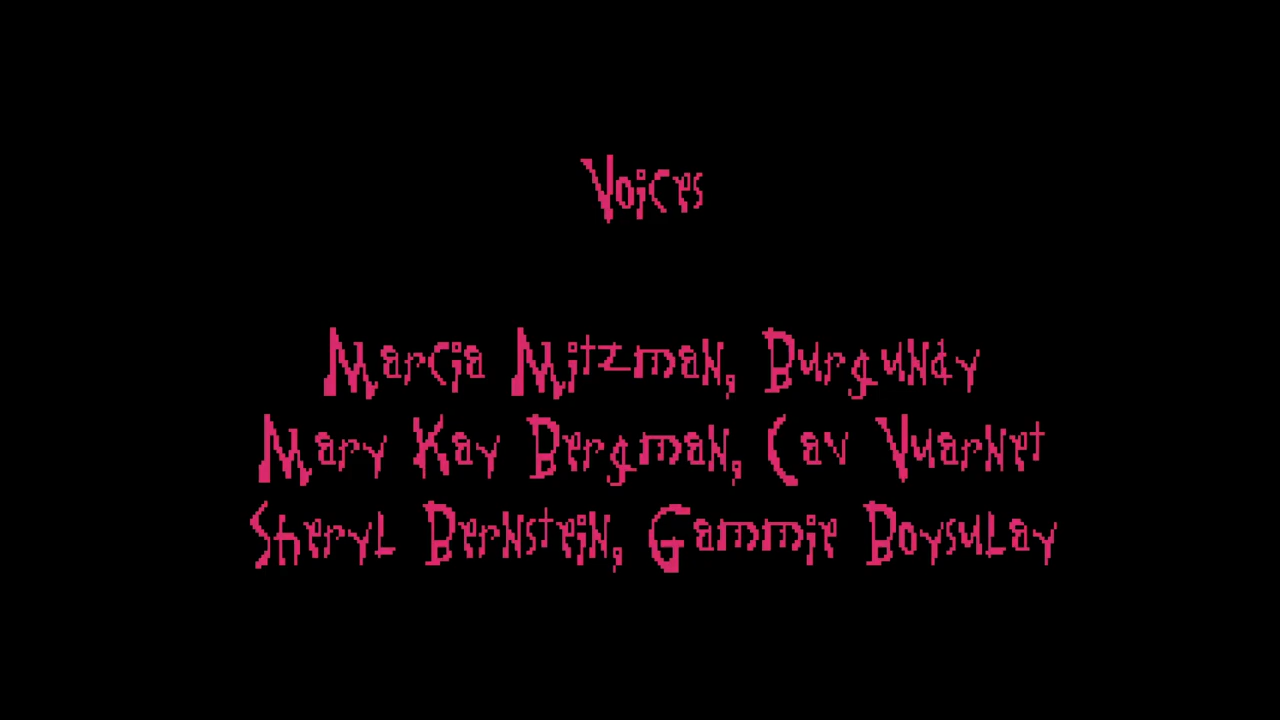 Voices
Marcia Mitzman, Burgundy
Mary Kay Bergman, Cav Vuarnet
Sheryl Bernstein, Gammie Boysulay